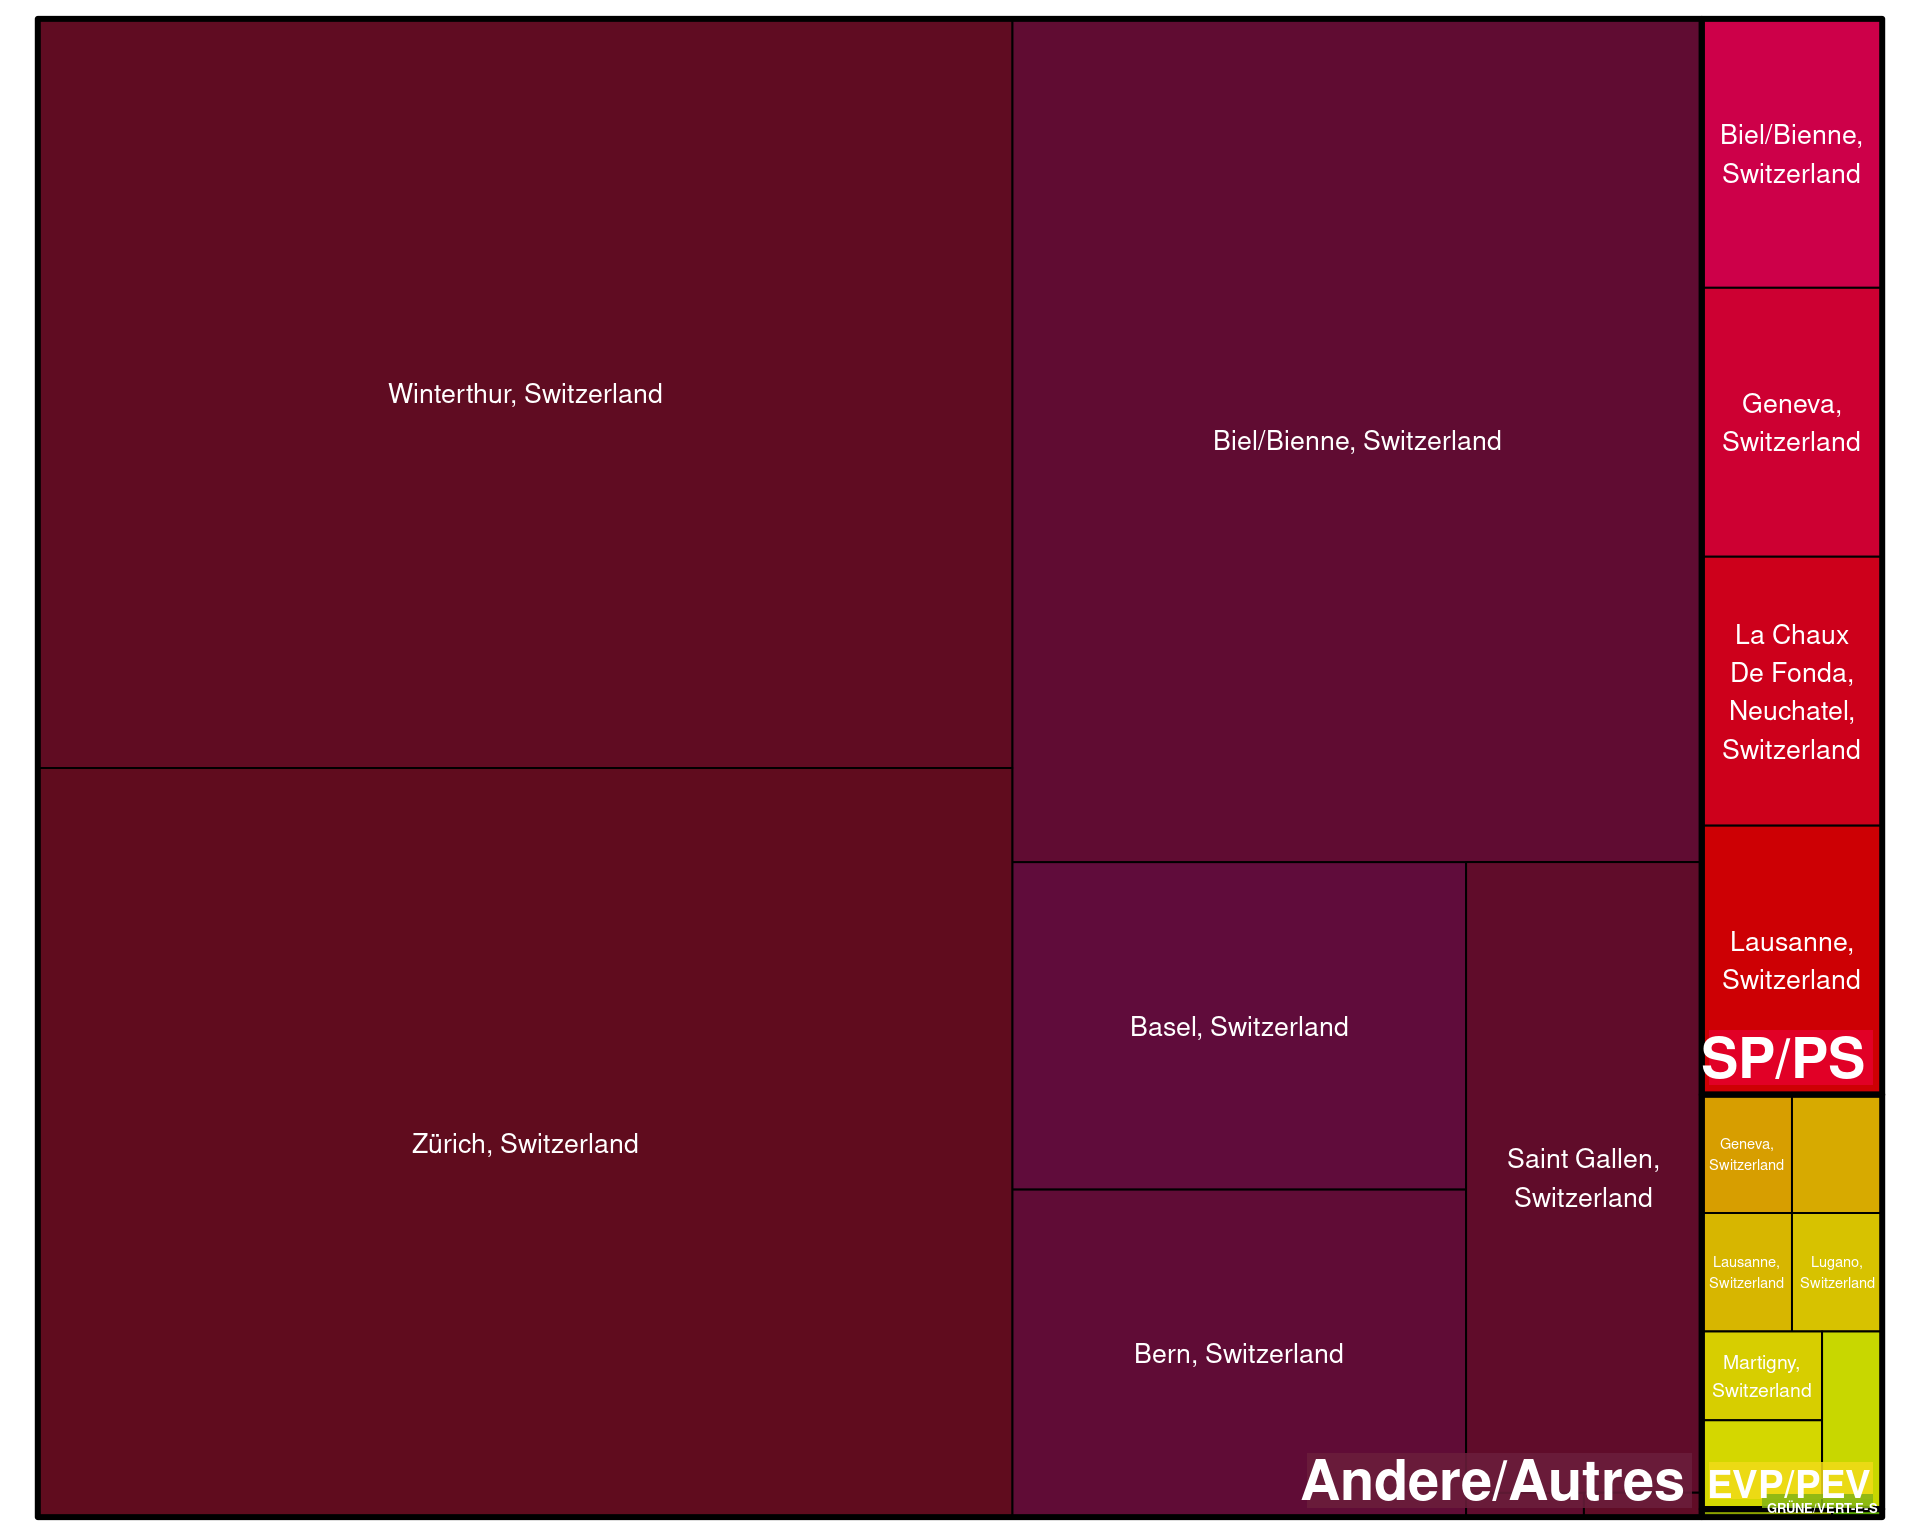 Winterthur, Switzerland
Zürich, Switzerland
Biel/Bienne, Switzerland
Basel, Switzerland
Bern, Switzerland
Saint Gallen,
Switzerland
Andere/Autres
Biel/Bienne,
Switzerland
Geneva,
Switzerland
La Chaux
De Fonda,
Neuchatel,
Switzerland
Lausanne,
Switzerland
SP/PS
Geneva,
Switzerland
Lausanne,
Switzerland
Lugano,
Switzerland
Martigny,
Switzerland
EVP/PEV
GRÜNE/VERT-E-S